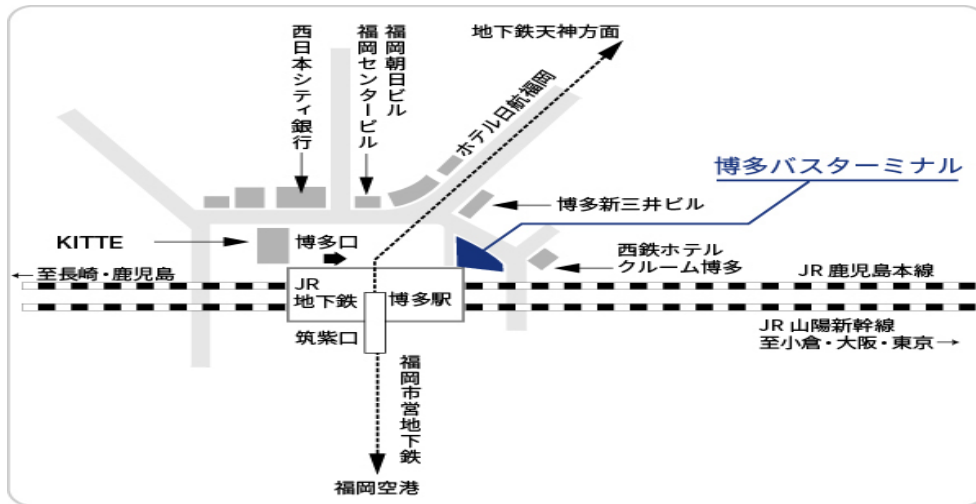 地下鉄天神方面
西日本シティ銀行
福岡センタービル
福岡朝日ビル
ホテル日航福岡
博多バスターミナル
博多新三井ビル
KITTE
博多口
西鉄ホテル
クルーム博多
←至長崎・鹿児島
JR
地下鉄
博多駅
JR 鹿児島本線
筑紫口
JR 山陽新幹線
至小倉・大阪・東京→
福岡市営地下鉄
福岡空港